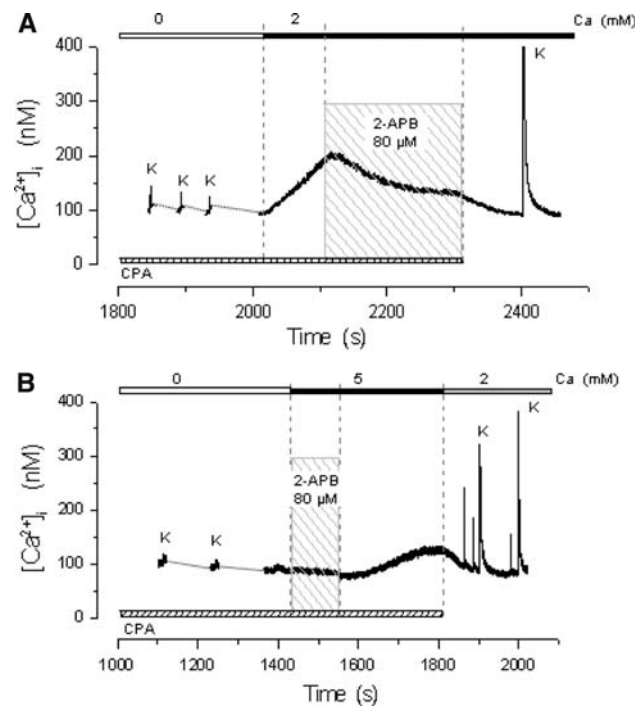 A
0 2 Ca (mM)
400
300
200
100
0
[Ca2+]i (nM)
K K K K
2-APB
80 µM
CPA
1800 2000 2200 2400
Time (s)
B
0 5 2 Ca (mM)
400
300
200
100
0
[Ca2+]i (nM)
K K K K
2-APB
80 µM
CPA
1000 1200 1400 1600 1800 2000
Time (s)